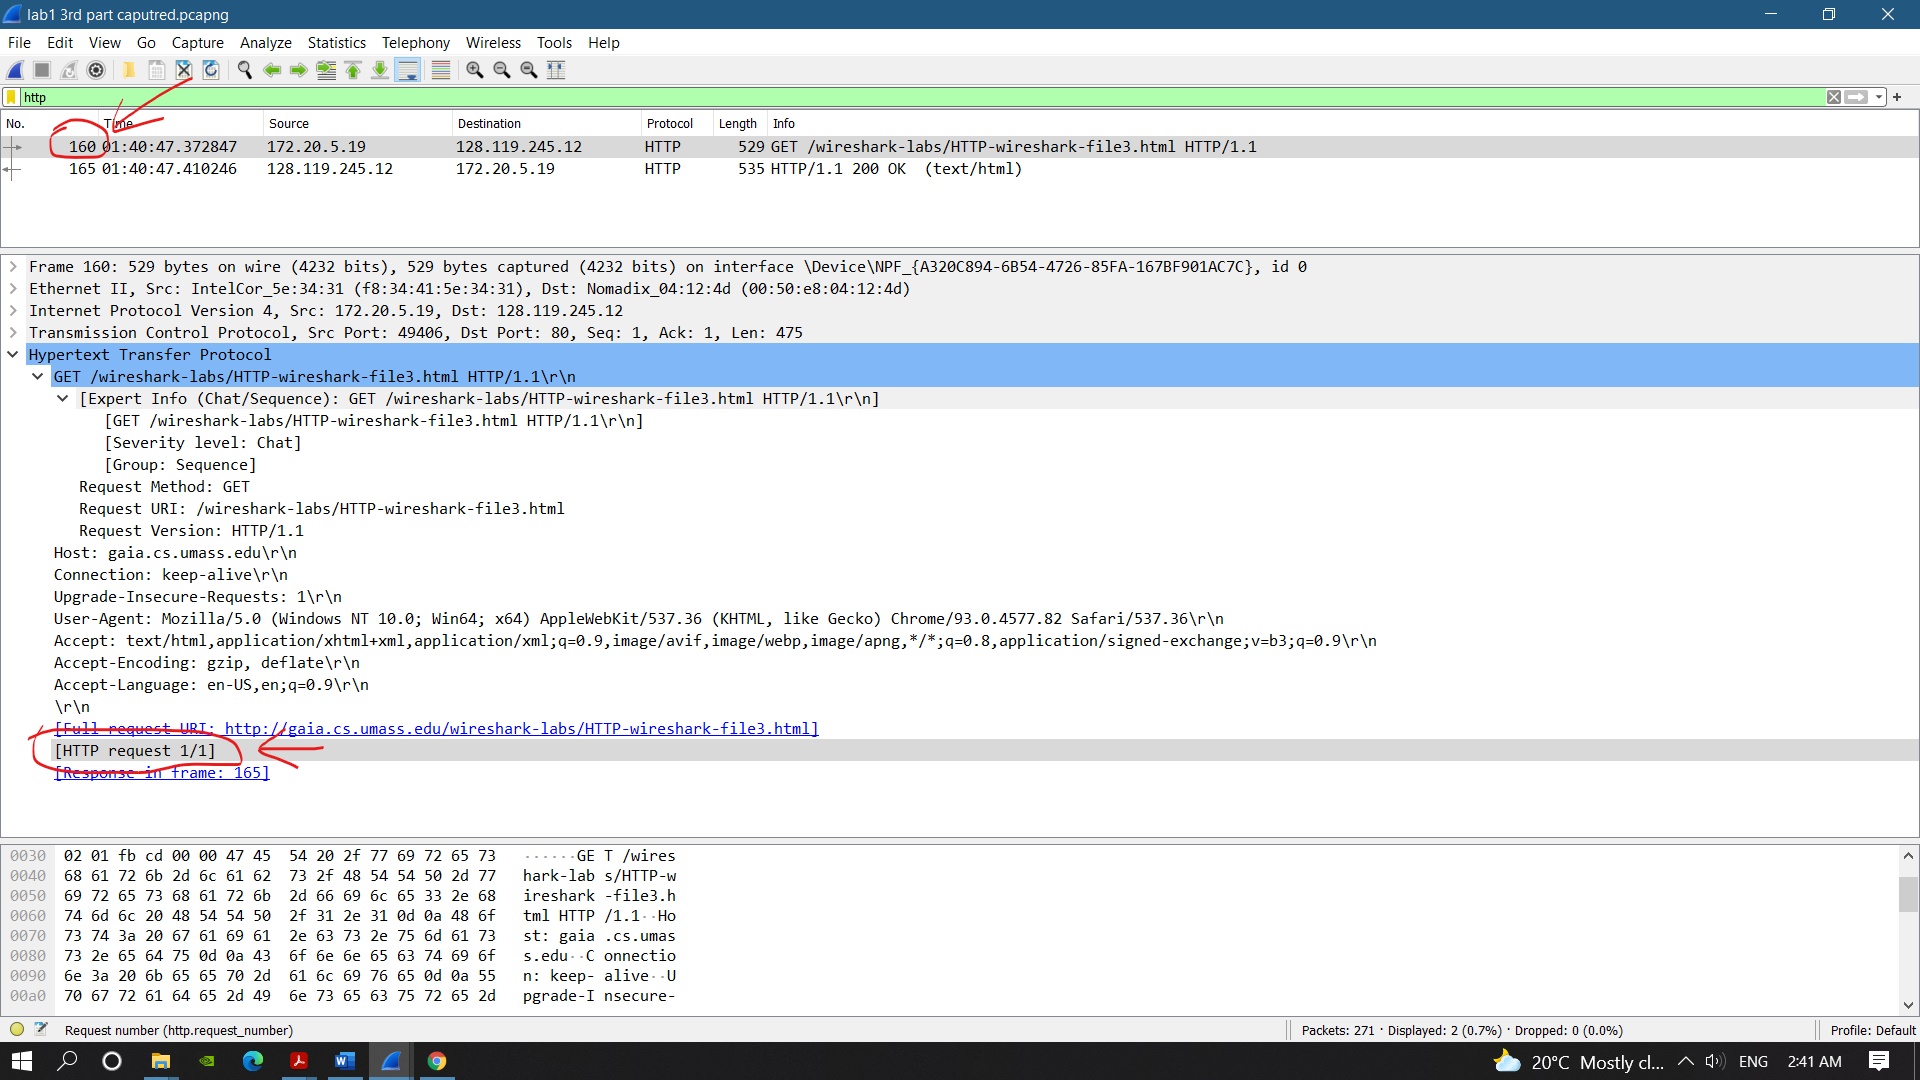 lab1 3rd part caputred.pcapng
File Edit View Go Capture Analyze Statistics Telephony Wireless Tools Help
http
No. Time Source Destination Protocol Length Info
160 01:40:47.372847 172.20.5.19 128.119.245.12 HTTP 529 GET /wireshark-labs/HTTP-wireshark-file3.html HTTP/1.1
165 01:40:47.410246 128.119.245.12 172.20.5.19 HTTP 535 HTTP/1.1 200 OK (text/html)
Frame 160: 529 bytes on wire (4232 bits), 529 bytes captured (4232 bits) on interface \Device\NPF_{A320C894-6B54-4726-85FA-167BF901AC7C}, id 0
Ethernet II, Src: IntelCor_5e:34:31 (f8:34:41:5e:34:31), Dst: Nomadix_04:12:4d (00:50:e8:04:12:4d)
Internet Protocol Version 4, Src: 172.20.5.19, Dst: 128.119.245.12
Transmission Control Protocol, Src Port: 49406, Dst Port: 80, Seq: 1, Ack: 1, Len: 475
Hypertext Transfer Protocol
GET /wireshark-labs/HTTP-wireshark-file3.html HTTP/1.1\r\n
[Expert Info (Chat/Sequence): GET /wireshark-labs/HTTP-wireshark-file3.html HTTP/1.1\r\n]
[GET /wireshark-labs/HTTP-wireshark-file3.html HTTP/1.1\r\n]
[Severity level: Chat]
[Group: Sequence]
Request Method: GET
Request URI: /wireshark-labs/HTTP-wireshark-file3.html
Request Version: HTTP/1.1
Host: gaia.cs.umass.edu\r\n
Connection: keep-alive\r\n
Upgrade-Insecure-Requests: 1\r\n
User-Agent: Mozilla/5.0 (Windows NT 10.0; Win64; x64) AppleWebKit/537.36 (KHTML, like Gecko) Chrome/93.0.4577.82 Safari/537.36\r\n
Accept: text/html,application/xhtml+xml,application/xml;q=0.9,image/avif,image/webp,image/apng,*/*;q=0.8,application/signed-exchange;v=b3;q=0.9\r\n
Accept-Encoding: gzip, deflate\r\n
Accept-Language: en-US,en;q=0.9\r\n
\r\n
[Full request URI: http://gaia.cs.umass.edu/wireshark-labs/HTTP-wireshark-file3.html]
[HTTP request 1/1]
[Response in frame: 165]
0030 02 01 fb cd 00 00 47 45 54 20 2f 77 69 72 65 73 ······GE T /wires
0040 68 61 72 6b 2d 6c 61 62 73 2f 48 54 54 50 2d 77 hark-lab s/HTTP-w
0050 69 72 65 73 68 61 72 6b 2d 66 69 6c 65 33 2e 68 ireshark -file3.h
0060 74 6d 6c 20 48 54 54 50 2f 31 2e 31 0d 0a 48 6f tml HTTP /1.1··Ho
0070 73 74 3a 20 67 61 69 61 2e 63 73 2e 75 6d 61 73 st: gaia .cs.umas
0080 73 2e 65 64 75 0d 0a 43 6f 6e 6e 65 63 74 69 6f s.edu··C onnectio
0090 6e 3a 20 6b 65 65 70 2d 61 6c 69 76 65 0d 0a 55 n: keep- alive··U
00a0 70 67 72 61 64 65 2d 49 6e 73 65 63 75 72 65 2d pgrade-I nsecure-
Request number (http.request_number) Packets: 271 · Displayed: 2 (0.7%) · Dropped: 0 (0.0%) Profile: Default
20°C Mostly cl... ENG 2:41 AM